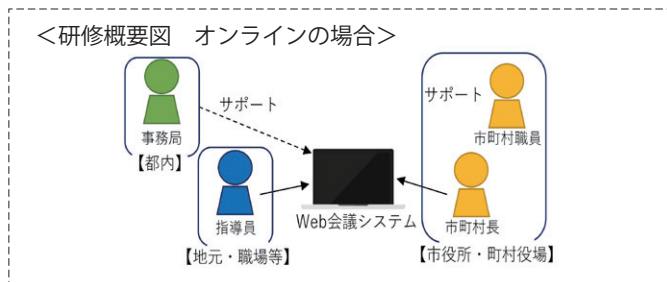 ＜研修概要図　オンラインの場合＞
サポート
事務局
【都内】
サポート
市町村職員
指導員
【地元・職場等】
Web会議システム
市町村長
【市役所・町村役場】